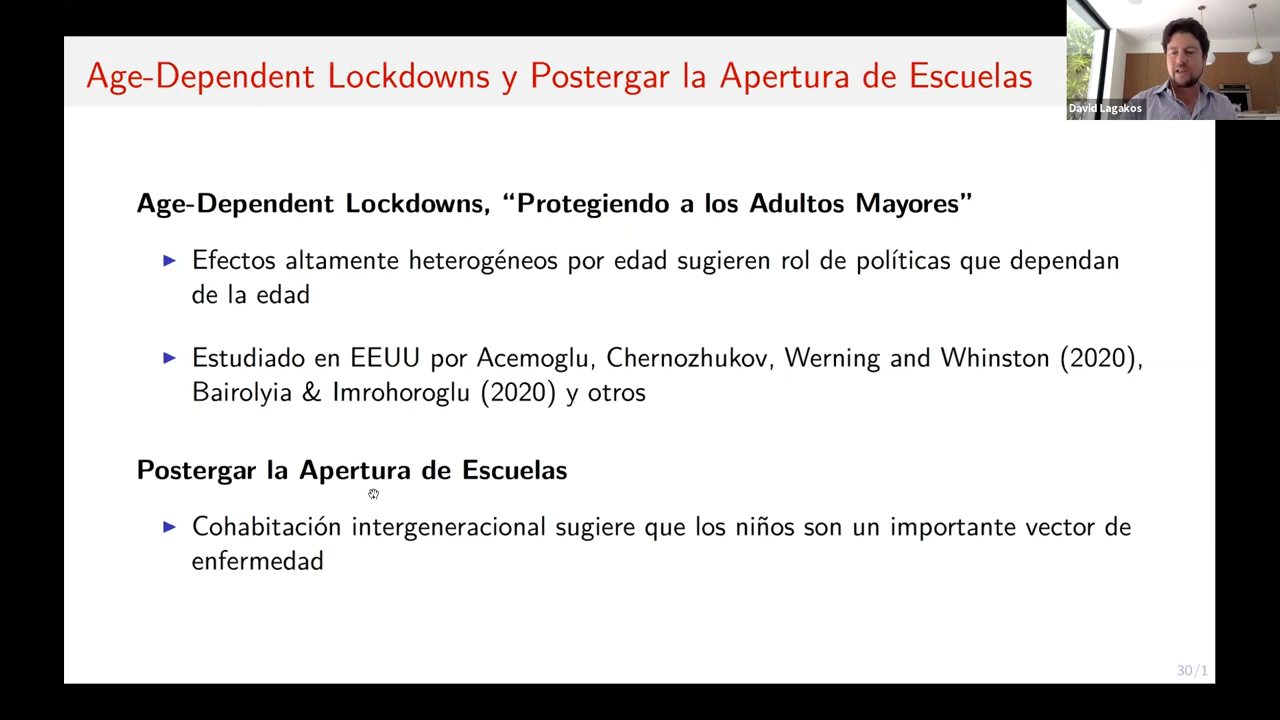 Age-Dependent Lockdowns y Postergar la Apertura de Escuelas
David Lagakos
Age-Dependent Lockdowns, “Protegiendo a los Adultos Mayores”
Efectos altamente heterogéneos por edad sugieren rol de políticas que dependan
de la edad
Estudiado en EEUU por Acemoglu, Chernozhukov, Werning and Whinston (2020),
Bairolyia & Imrohoroglu (2020) y otros
Postergar la Apertura de Escuelas
Cohabitación intergeneracional sugiere que los niños son un importante vector de
enfermedad
30/1